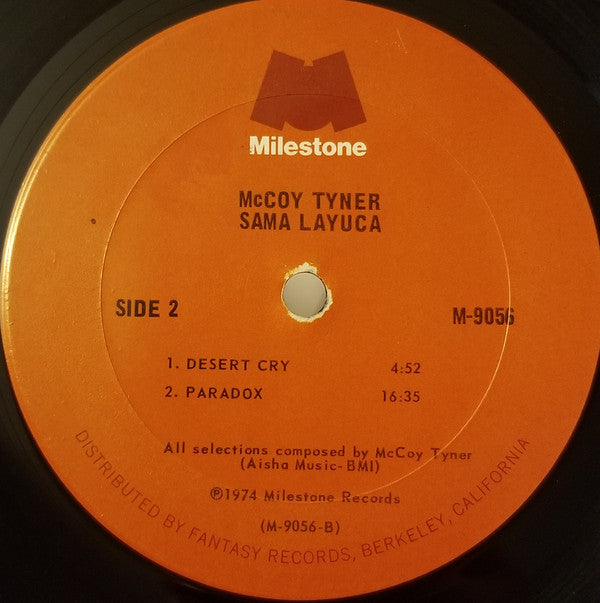 Milestone
McCOY TYNER
SAMA LAYUCA
SIDE 2
M-9056
1. DESERT CRY 4:52
2. PARADOX 16:35
All selections composed by McCoy Tyner
(Aisha Music-BMI)
℗1974 Milestone Records
(M-9056-B)
DISTRIBUTED BY FANTASY RECORDS, BERKELEY, CALIFORNIA